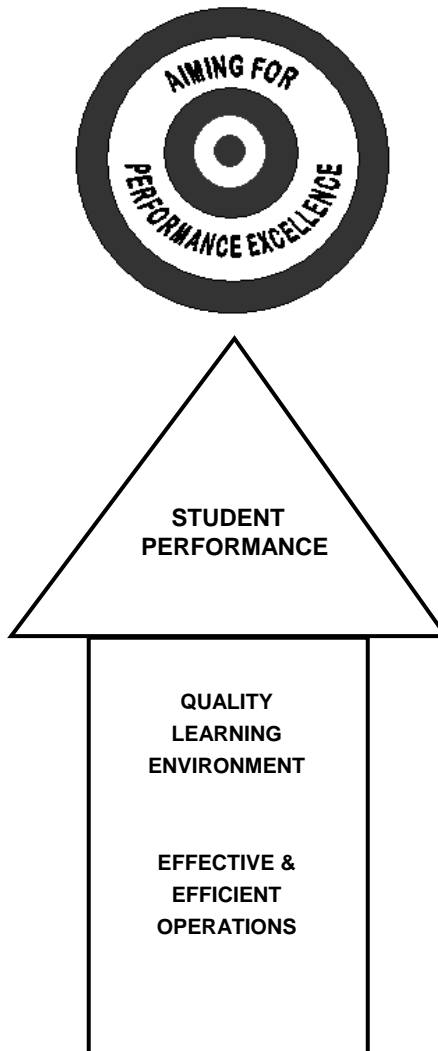 AIMING FOR
PERFORMANCE EXCELLENCE
STUDENT
PERFORMANCE
QUALITY
LEARNING
ENVIRONMENT
EFFECTIVE &
EFFICIENT
OPERATIONS